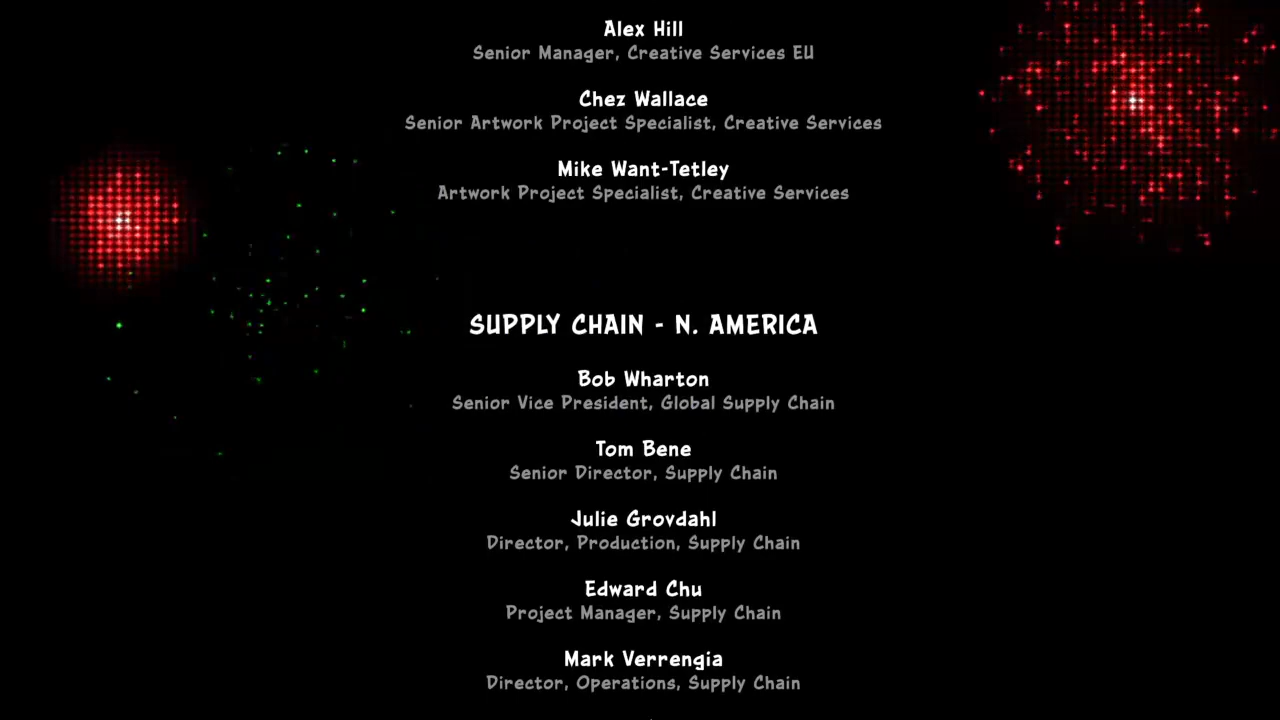 Alex Hill
Senior Manager, Creative Services EU
Chez Wallace
Senior Artwork Project Specialist, Creative Services
Mike Want-Tetley
Artwork Project Specialist, Creative Services
SUPPLY CHAIN - N. AMERICA
Bob Wharton
Senior Vice President, Global Supply Chain
Tom Bene
Senior Director, Supply Chain
Julie Grovdahl
Director, Production, Supply Chain
Edward Chu
Project Manager, Supply Chain
Mark Verrengia
Director, Operations, Supply Chain